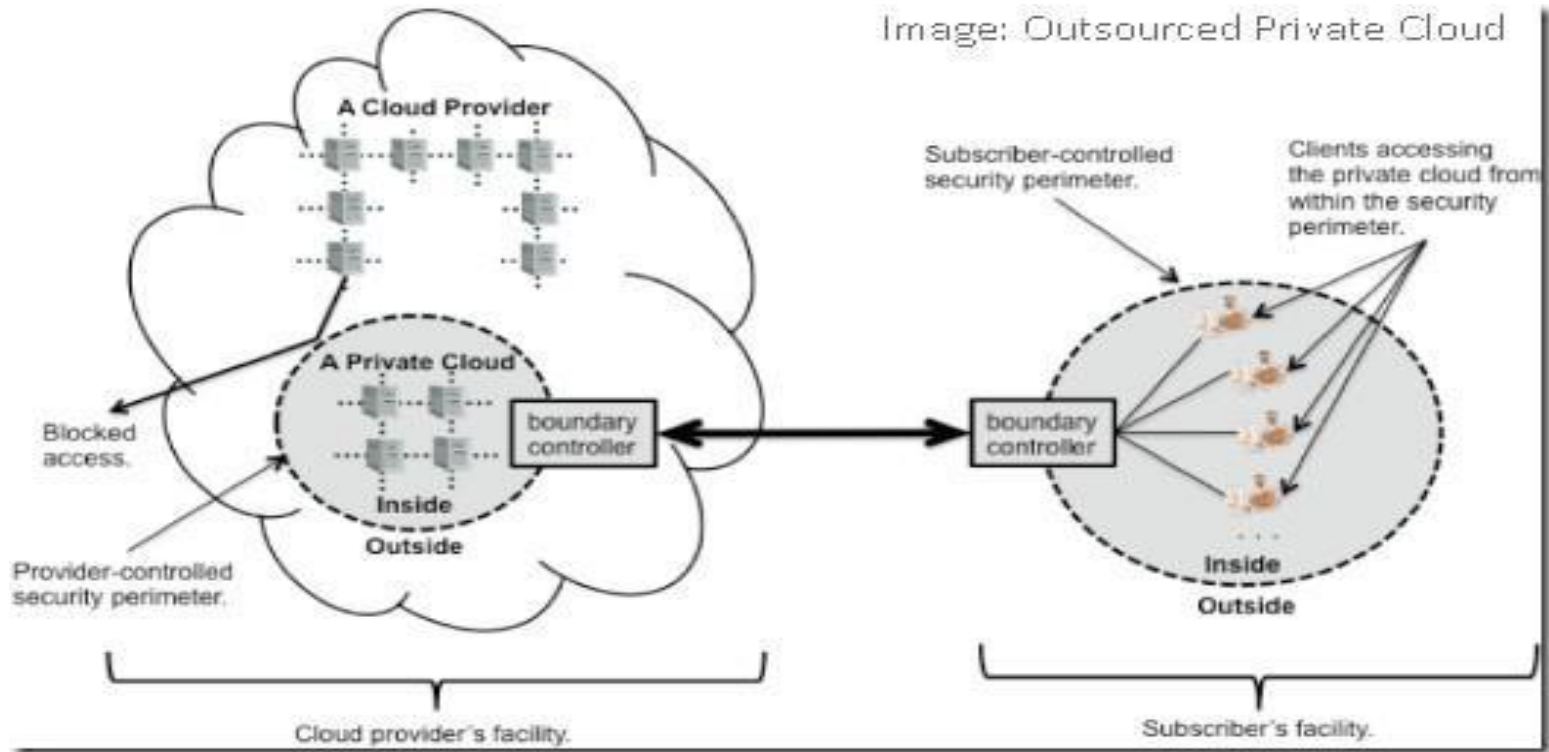 Image: Outsourced Private Cloud
A Cloud Provider
Subscriber-controlled
security perimeter.
Clients accessing
the private cloud from
within the security
perimeter.
A Private Cloud
boundary
controller
boundary
controller
Blocked
access.
Inside
Outside
Provider-controlled
security perimeter.
Inside
Outside
Cloud provider's facility.
Subscriber's facility.